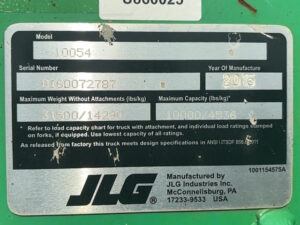 Model
10054
Serial Number
Year Of Manufacture
0160072787
Maximum Weight Without Attachments (lbs/kg)
Maximum Capacity (lbs/kg)*
10000/4536
* Refer to load capacity chart for truck with attachment, and individual load ratings stamped
on forks, if equipped. Use lowest capacity of all ratings.
As released from factory this truck meets design specifications in
JLG®
Manufactured by
JLG Industries Inc.
McConnellsburg, PA
17233-9533 USA
1001154575A